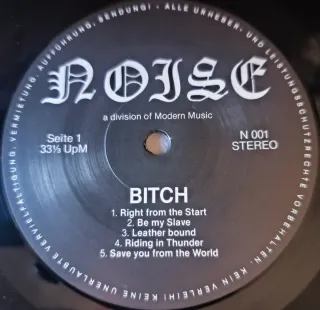 NOISE
a division of Modern Music
Seite 1
33⅓ UpM
N 001
STEREO
BITCH
1. Right from the Start
2. Be my Slave
3. Leather bound
4. Riding in Thunder
5. Save you from the World
ALLE URHEBER- UND LEISTUNGSSCHUTZRECHTE VORBEHALTEN. KEIN VERLEIH! KEINE UNERLAUBTE VERVIELFÄLTIGUNG, VERMIETUNG, AUFFÜHRUNG, SENDUNG! -